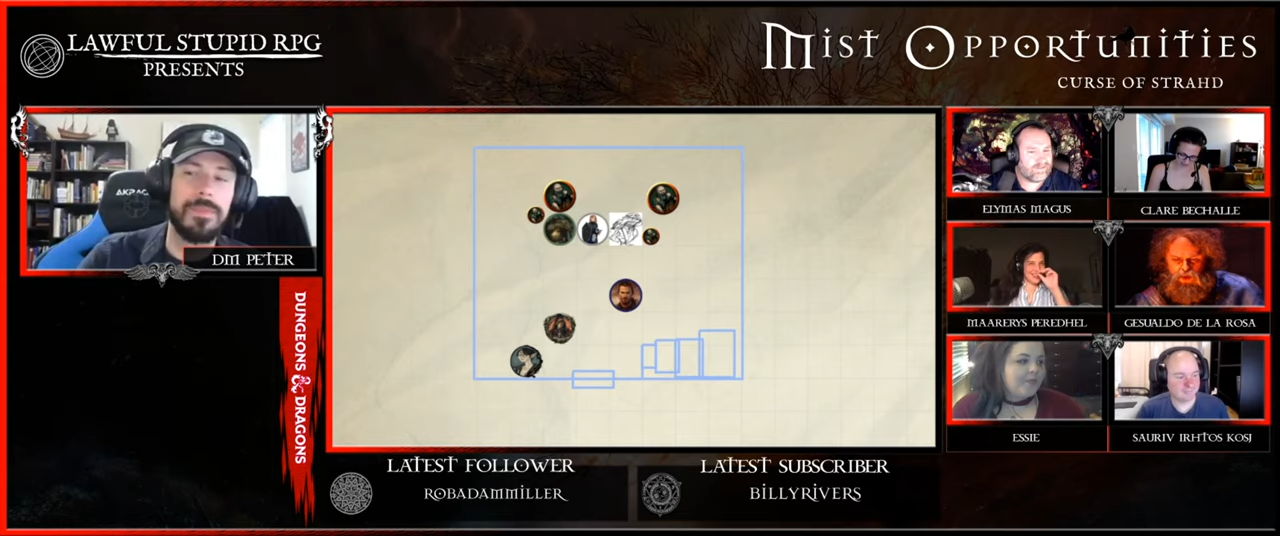 LAWFUL STUPID RPG
PRESENTS
MIST OPPORTUNITIES
CURSE OF STRAHD
AKRAC
DM PETER
DUNGEONS & DRAGONS
ELYMAS MAGUS
CLARE BECHALLE
MAARERYS PEREDHEL
GESUALDO DE LA ROSA
ESSIE
SAURIV IRHTOS KOSJ
LATEST FOLLOWER
ROBADAMMILLER
LATEST SUBSCRIBER
BILLYRIVERS